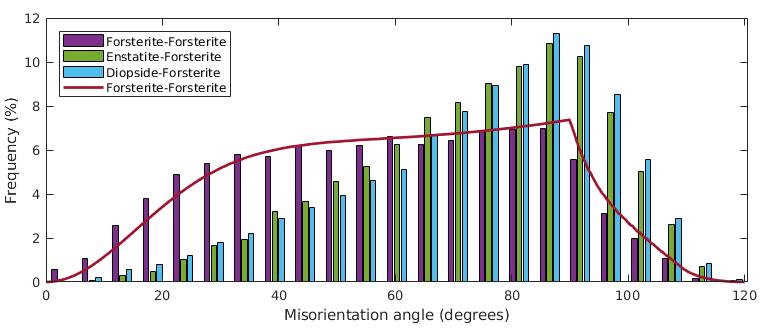 12
10
8
6
4
2
0
Frequency (%)
Forsterite-Forsterite
Enstatite-Forsterite
Diopside-Forsterite
Forsterite-Forsterite
0 20 40 60 80 100 120
Misorientation angle (degrees)